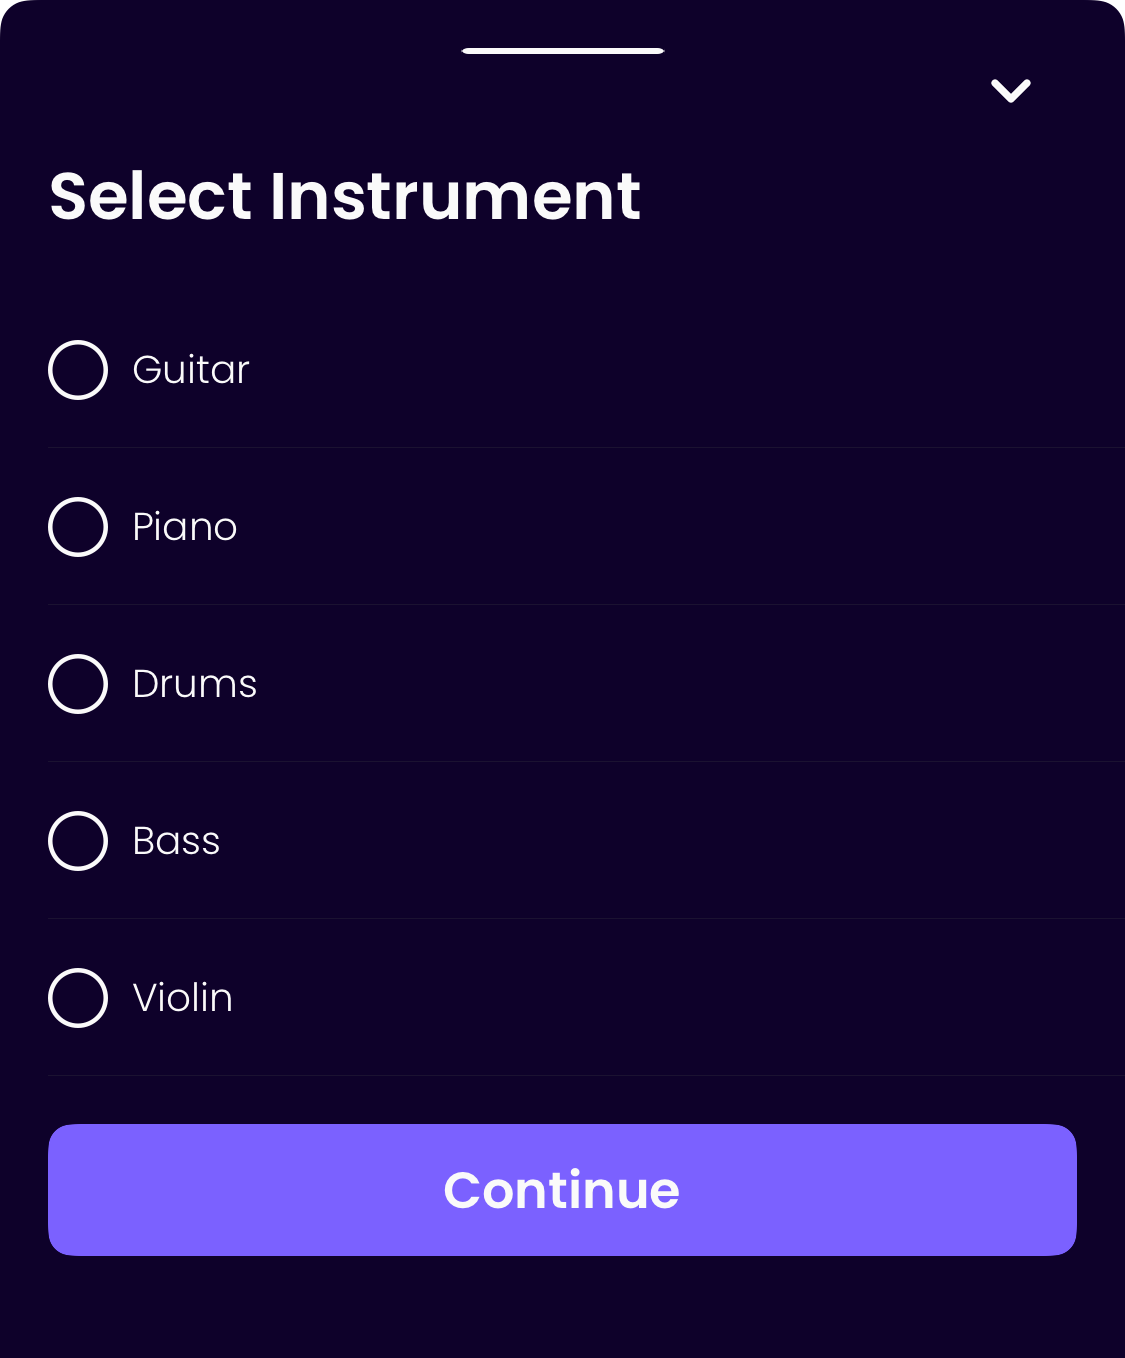 Select Instrument
Guitar
Piano
Drums
Bass
Violin
Continue